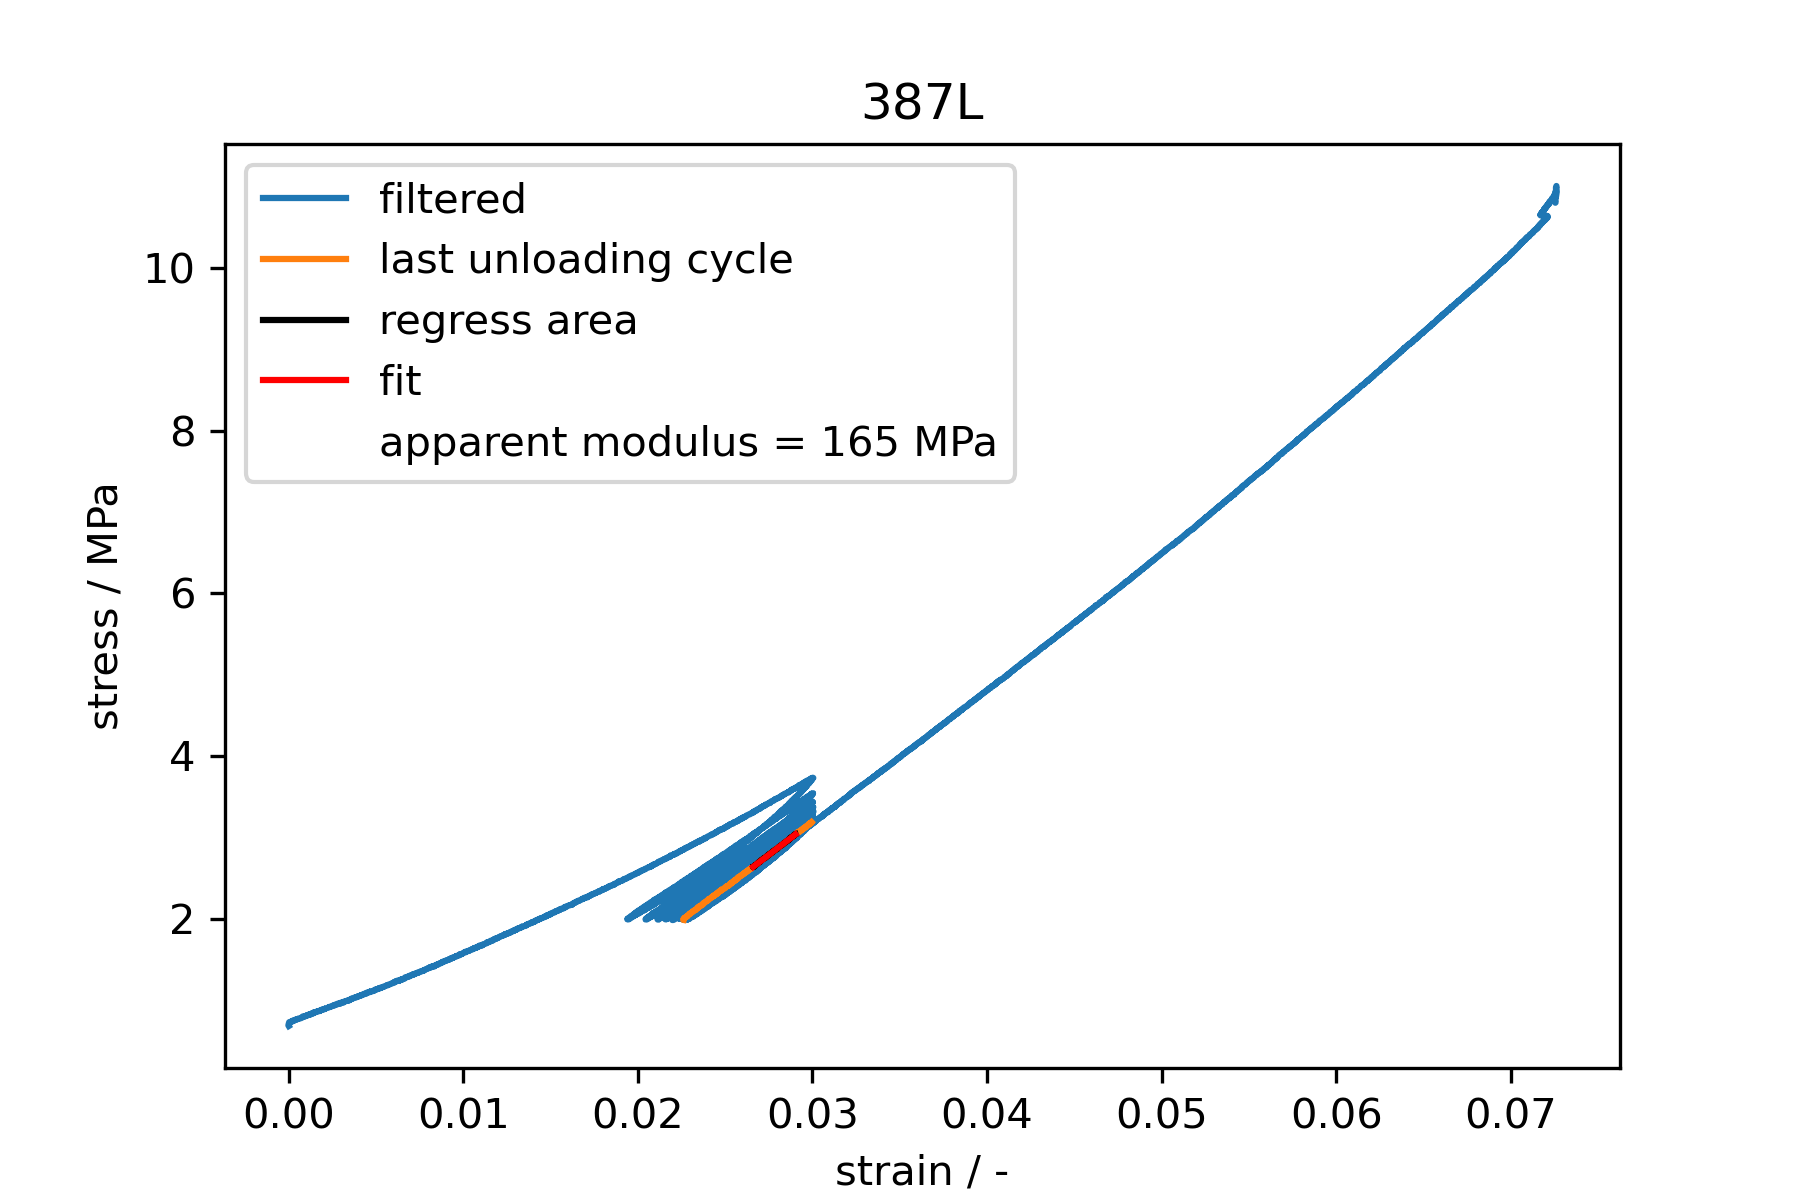 387L
filtered
last unloading cycle
regress area
fit
apparent modulus = 165 MPa
10
8
6
4
2
stress / MPa
0.00 0.01 0.02 0.03 0.04 0.05 0.06 0.07
strain / -